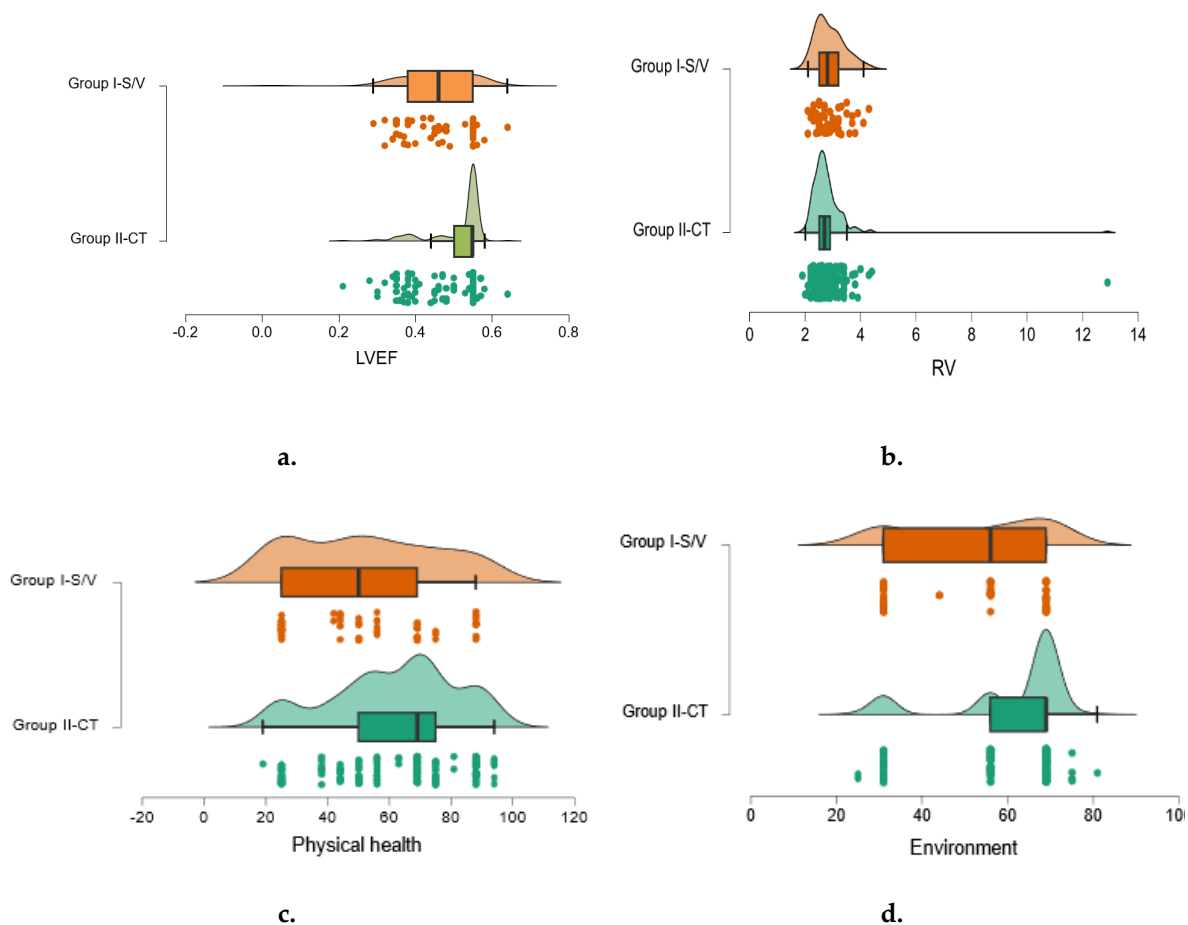 Group I-S/V
Group II-CT
-0.2 0.0 0.2 0.4 0.6 0.8
LVEF
a.
Group I-S/V
Group II-CT
0 2 4 6 8 10 12 14
RV
b.
Group I-S/V
Group II-CT
-20 0 20 40 60 80 100 120
Physical health
c.
Group I-S/V
Group II-CT
0 20 40 60 80 10
Environment
d.